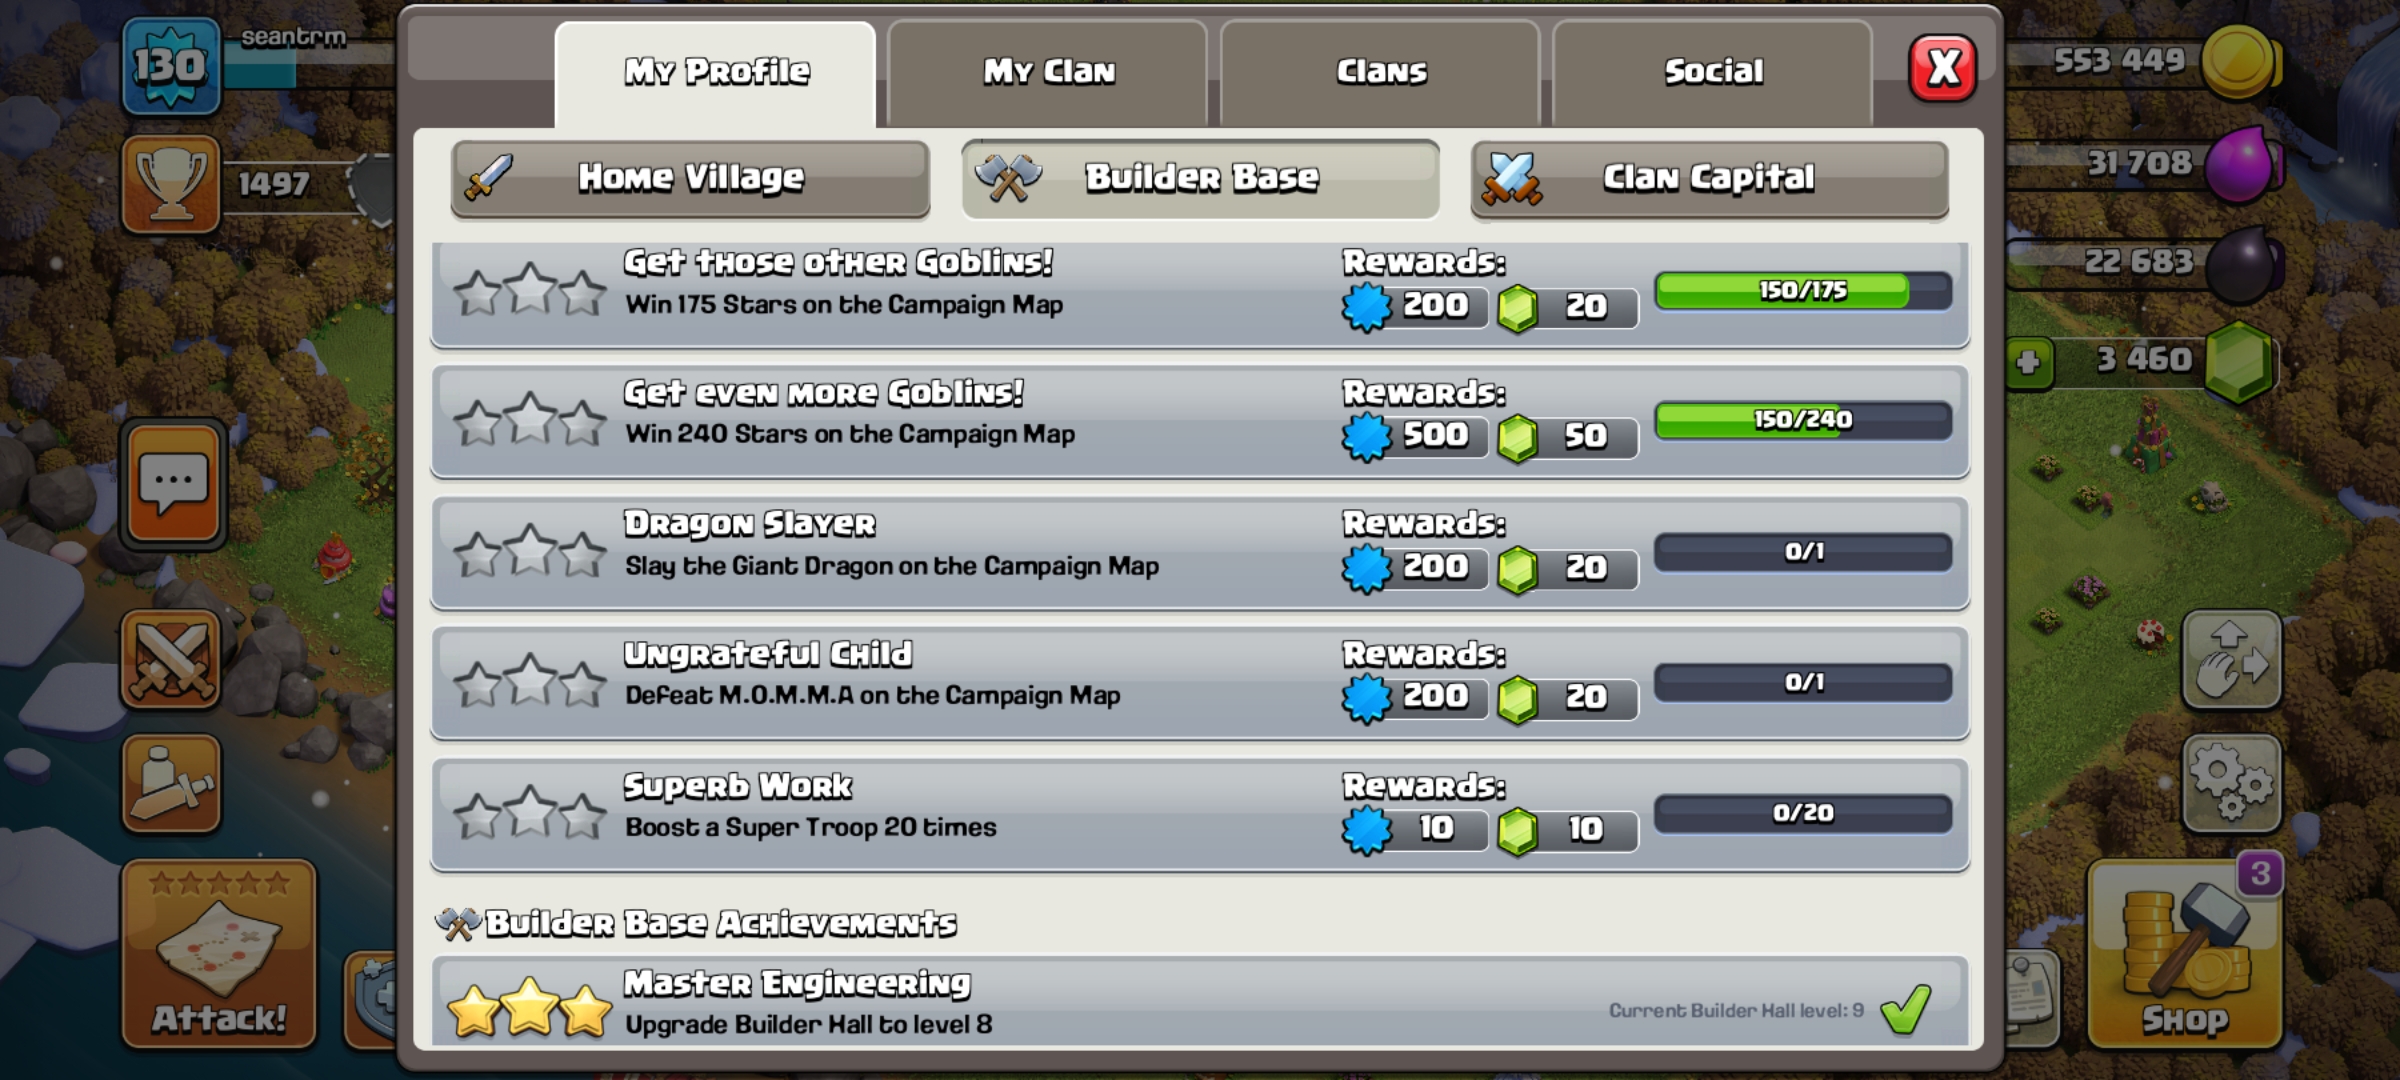 130
seantrm
1497
My Profile
My Clan
Clans
Social
X
553 449
31 708
22 683
3 460
Home Village
Builder Base
Clan Capital
Get those other Goblins!
Win 175 Stars on the Campaign Map
Rewards:
200
20
150/175
Get even more Goblins!
Win 240 Stars on the Campaign Map
Rewards:
500
50
150/240
Dragon Slayer
Slay the Giant Dragon on the Campaign Map
Rewards:
200
20
0/1
Ungrateful Child
Defeat M.O.M.M.A on the Campaign Map
Rewards:
200
20
0/1
Superb Work
Boost a Super Troop 20 times
Rewards:
10
10
0/20
Builder Base Achievements
Master Engineering
Upgrade Builder Hall to level 8
Current Builder Hall level: 9
Attack!
3
Shop